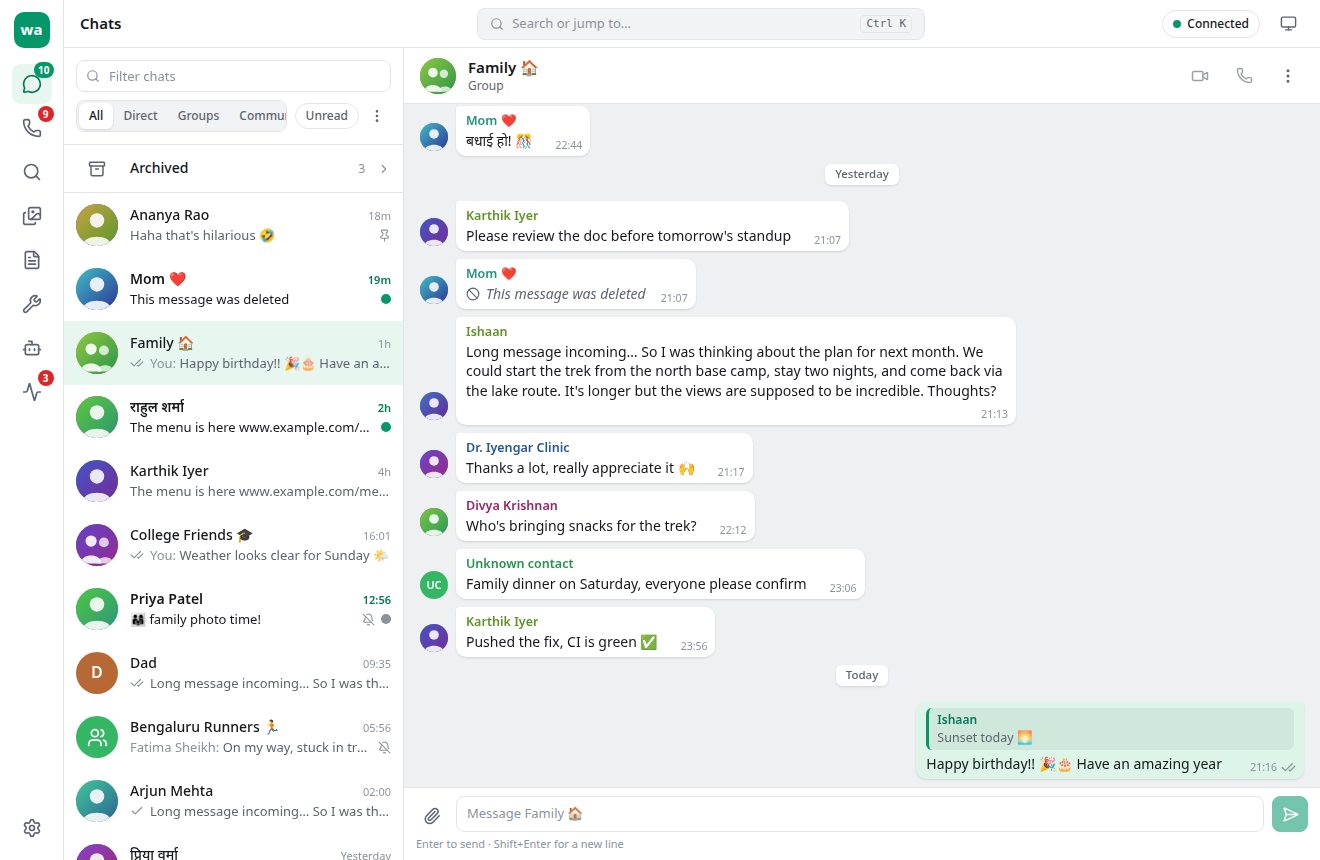 wa
Chats
Search or jump to...
Ctrl K
Connected
10
9
3
Filter chats
All
Direct
Groups
Commu
Unread
Archived
3
Ananya Rao
18m
Haha that's hilarious 🤣
Mom ❤️
19m
This message was deleted
Family 🏠
1h
You: Happy birthday!! 🎉🎂 Have an a...
राहुल शर्मा
2h
The menu is here www.example.com/...
Karthik Iyer
4h
The menu is here www.example.com/me...
College Friends 🎓
16:01
You: Weather looks clear for Sunday 🌤️
Priya Patel
12:56
👨‍👩‍👧 family photo time!
D
Dad
09:35
Long message incoming... So I was th...
Bengaluru Runners 🏃
05:56
Fatima Sheikh: On my way, stuck in tr...
Arjun Mehta
02:00
Long message incoming... So I was th...
प्रिया वर्मा
Yesterday
Family 🏠
Group
Mom ❤️
बधाई हो! 🎊
22:44
Yesterday
Karthik Iyer
Please review the doc before tomorrow's standup
21:07
Mom ❤️
This message was deleted
21:07
Ishaan
Long message incoming... So I was thinking about the plan for next month. We
could start the trek from the north base camp, stay two nights, and come back via
the lake route. It's longer but the views are supposed to be incredible. Thoughts?
21:13
Dr. Iyengar Clinic
Thanks a lot, really appreciate it 🙌
21:17
Divya Krishnan
Who's bringing snacks for the trek?
22:12
UC
Unknown contact
Family dinner on Saturday, everyone please confirm
23:06
Karthik Iyer
Pushed the fix, CI is green ✅
23:56
Today
Ishaan
Sunset today 🌅
Happy birthday!! 🎉🎂 Have an amazing year
21:16
Message Family 🏠
Enter to send · Shift+Enter for a new line